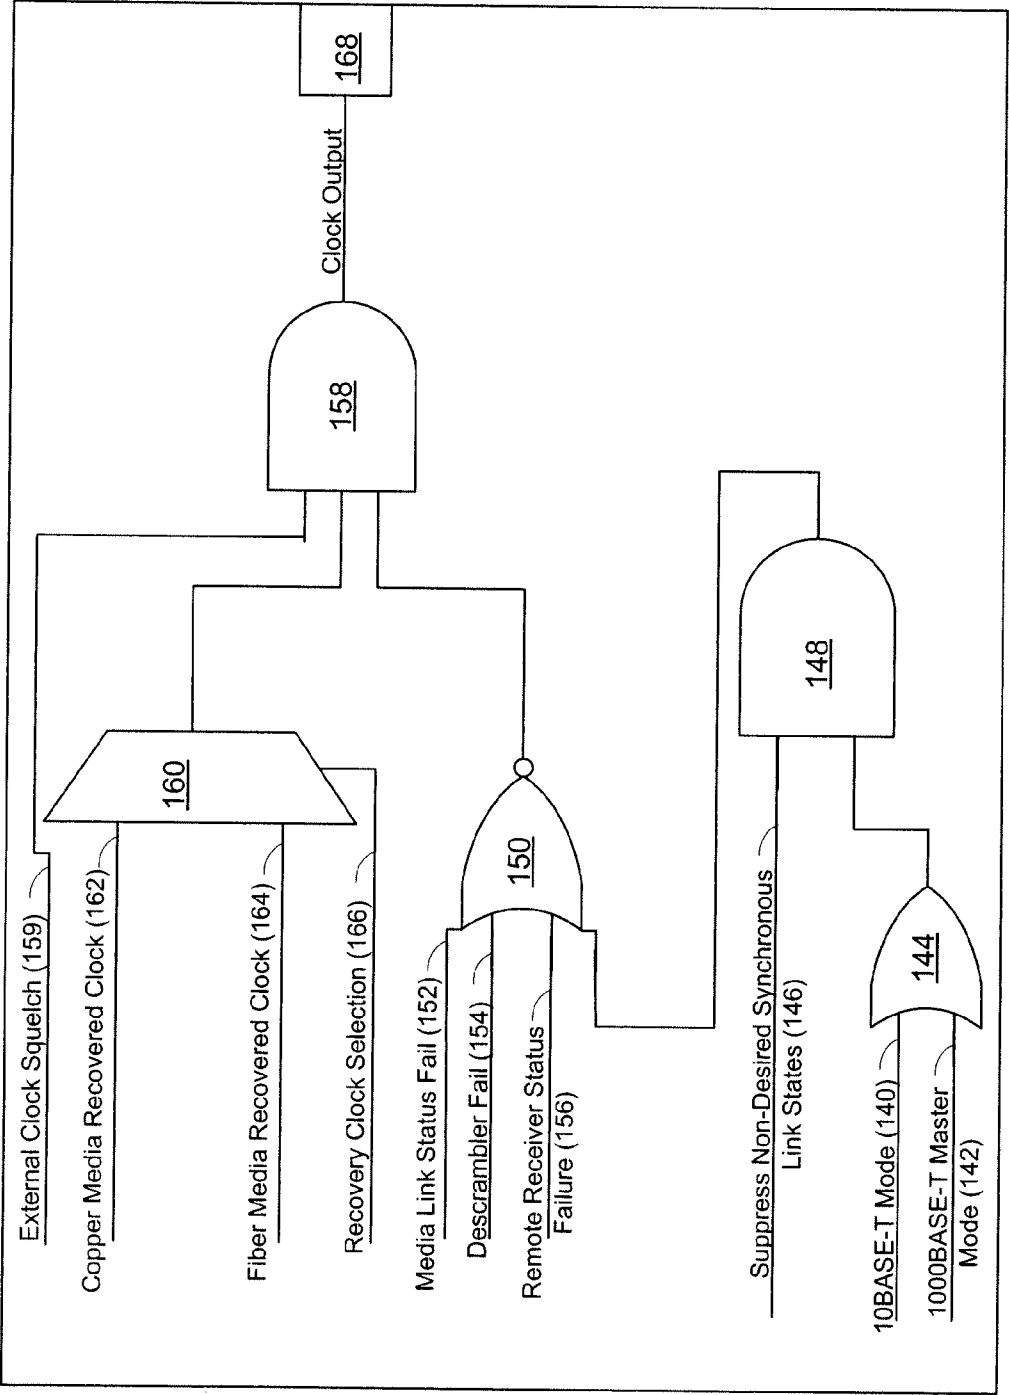 External Clock Squelch (159)
Copper Media Recovered Clock (162)
Fiber Media Recovered Clock (164)
Recovery Clock Selection (166)
160
Media Link Status Fail (152)
Descrambler Fail (154)
Remote Receiver Status
Failure (156)
150
158
Clock Output
168
Suppress Non-Desired Synchronous
Link States (146)
148
10BASE-T Mode (140)
1000BASE-T Master
Mode (142)
144